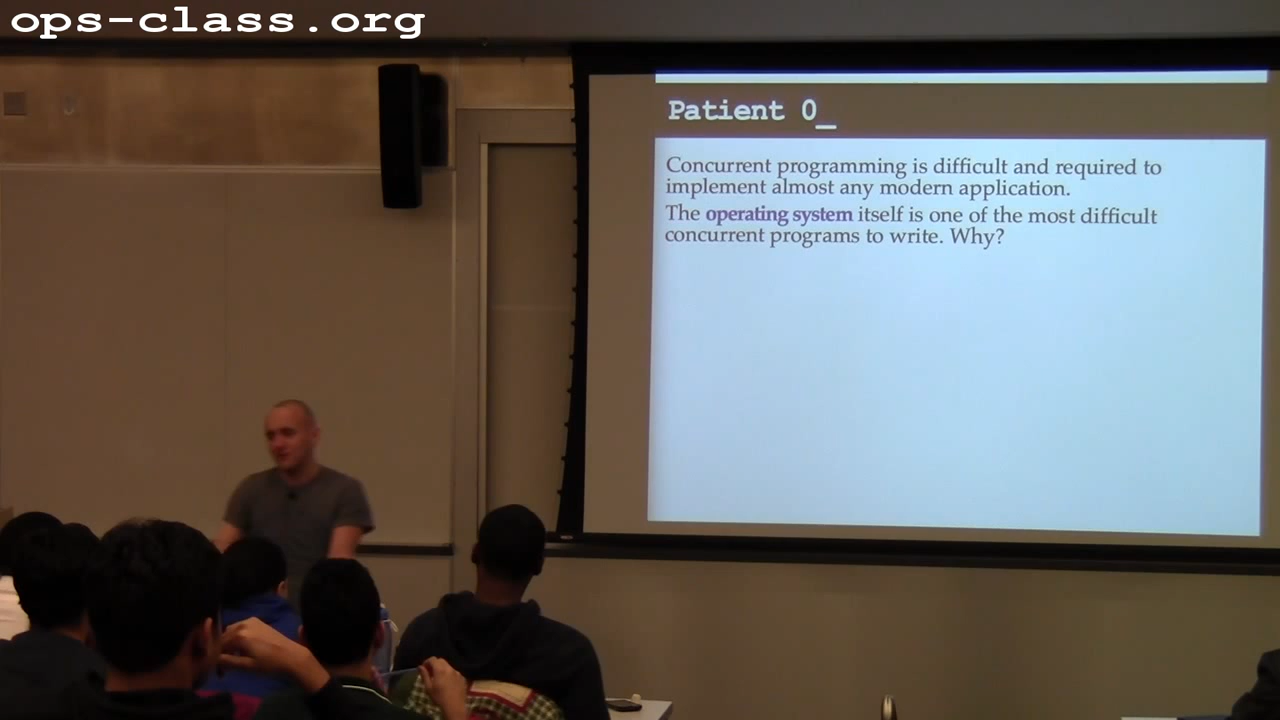 ops-class.org
Patient 0_
Concurrent programming is difficult and required to
implement almost any modern application.
The operating system itself is one of the most difficult
concurrent programs to write. Why?